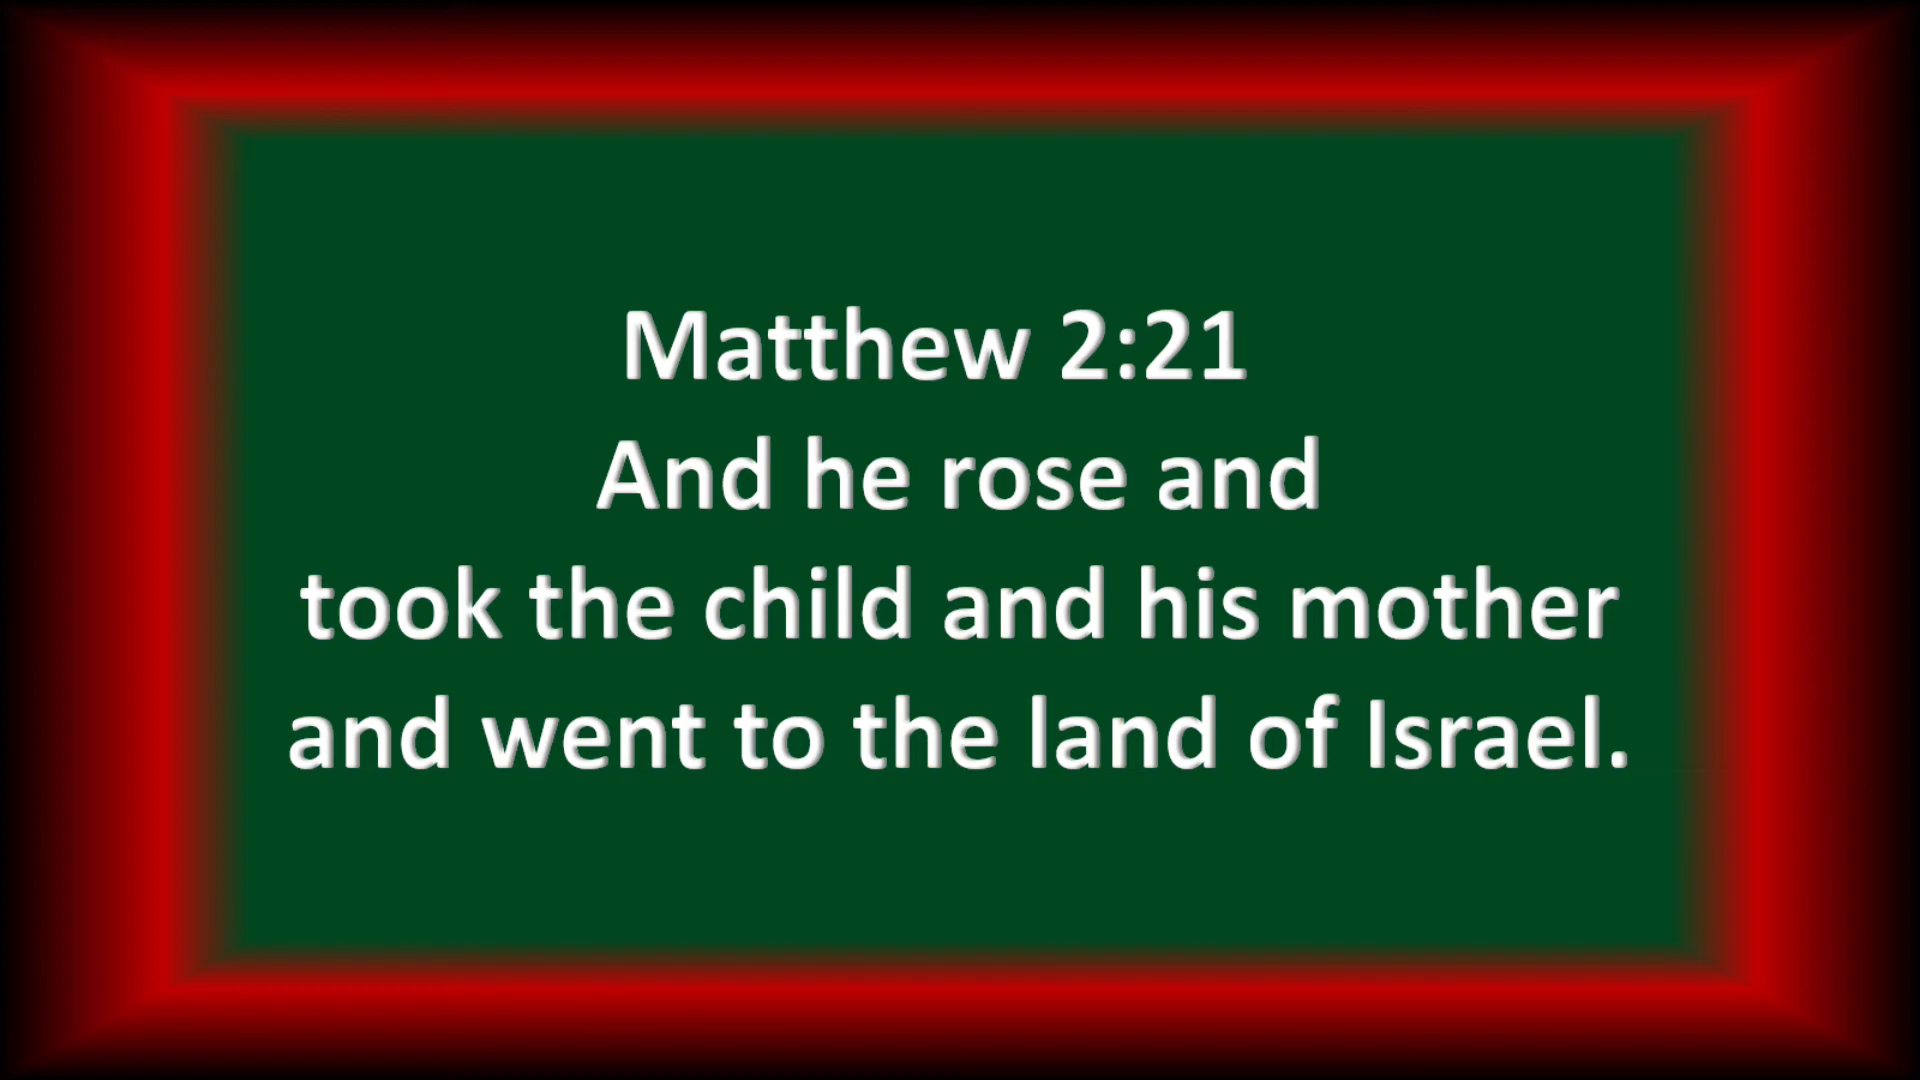 Matthew 2:21
And he rose and
took the child and his mother
and went to the land of Israel.